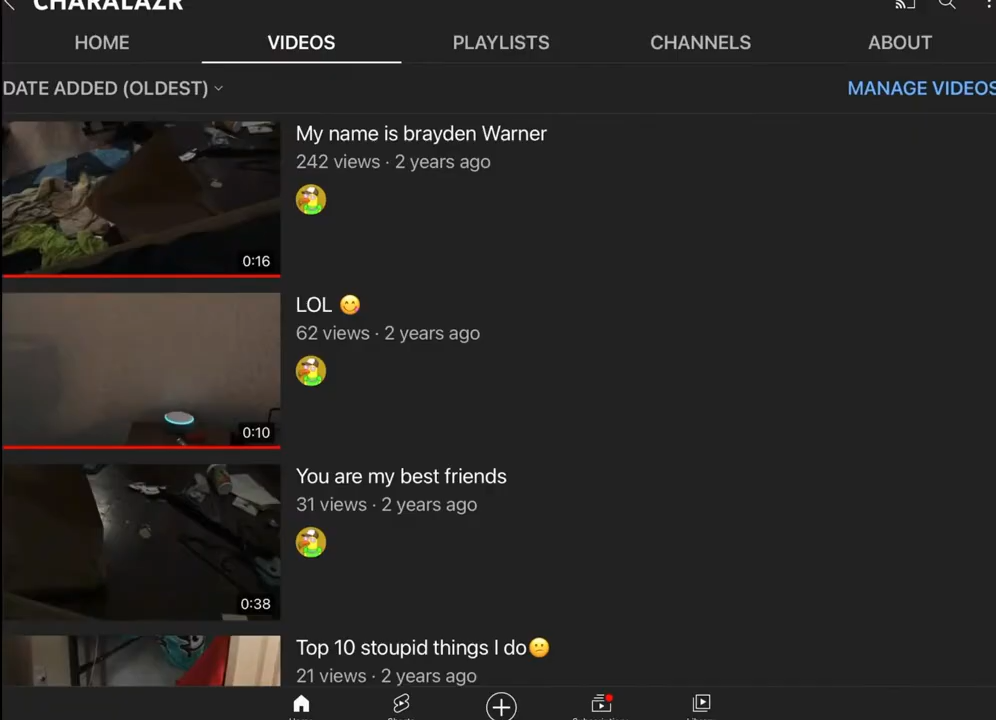 CHARALAZR
HOME VIDEOS PLAYLISTS CHANNELS ABOUT
DATE ADDED (OLDEST) MANAGE VIDEOS
My name is brayden Warner
242 views · 2 years ago
0:16
LOL 😋
62 views · 2 years ago
0:10
You are my best friends
31 views · 2 years ago
0:38
Top 10 stoupid things I do😕
21 views · 2 years ago